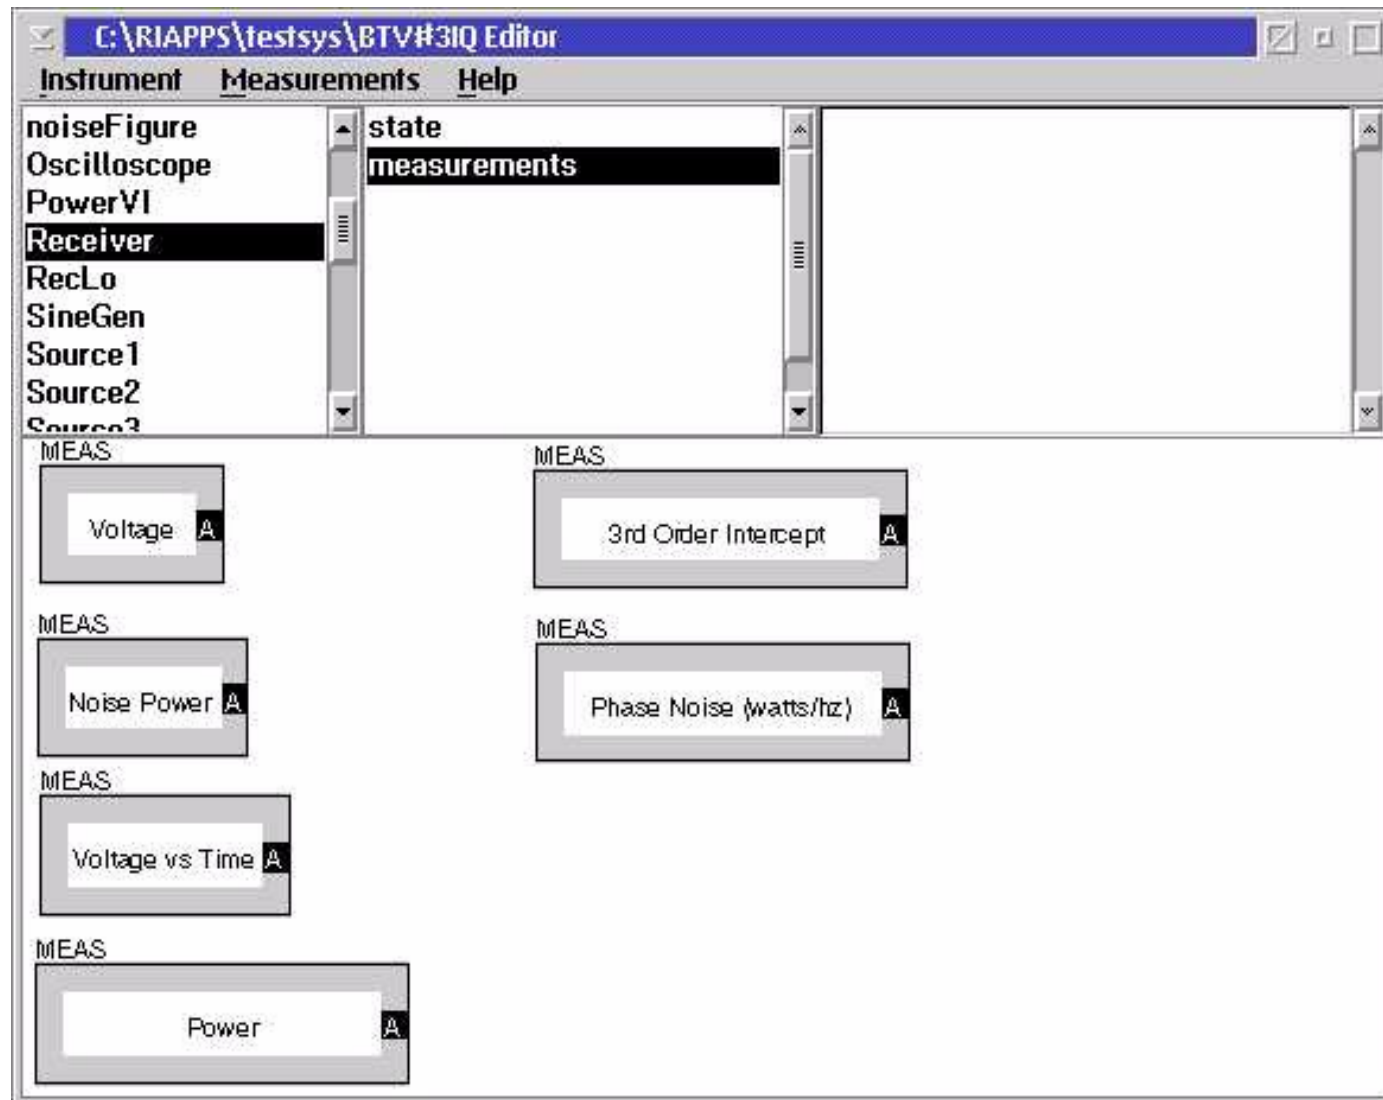 C:\RIAPPS\testsys\BTV#3IQ Editor
Instrument Measurements Help
noiseFigure
Oscilloscope
PowerVI
Receiver
RecLo
SineGen
Source1
Source2
Source3
state
measurements
MEAS
Voltage A
MEAS
3rd Order Intercept A
MEAS
Noise Power A
MEAS
Phase Noise (watts/hz) A
MEAS
Voltage vs Time A
MEAS
Power A